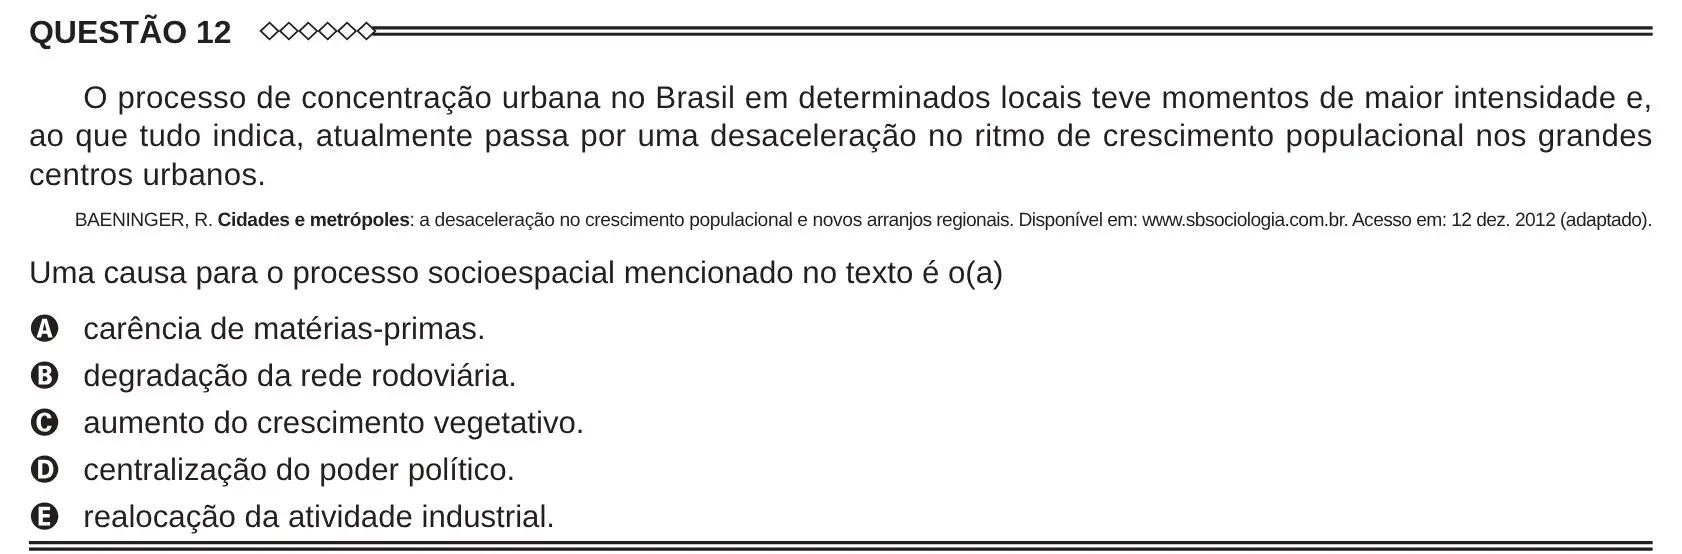 QUESTÃO 12
O processo de concentração urbana no Brasil em determinados locais teve momentos de maior intensidade e,
ao que tudo indica, atualmente passa por uma desaceleração no ritmo de crescimento populacional nos grandes
centros urbanos.
BAENINGER, R. Cidades e metrópoles: a desaceleração no crescimento populacional e novos arranjos regionais. Disponível em: www.sbsociologia.com.br. Acesso em: 12 dez. 2012 (adaptado).
Uma causa para o processo socioespacial mencionado no texto é o(a)
A carência de matérias-primas.
B degradação da rede rodoviária.
C aumento do crescimento vegetativo.
D centralização do poder político.
E realocação da atividade industrial.